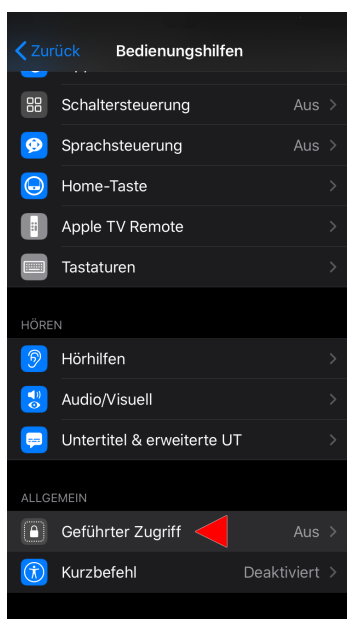 Zurück Bedienungshilfen
Schaltersteuerung Aus
Sprachsteuerung Aus
Home-Taste
Apple TV Remote
Tastaturen
HÖREN
Hörhilfen
Audio/Visuell
Untertitel & erweiterte UT
ALLGEMEIN
Geführter Zugriff Aus
Kurzbefehl Deaktiviert